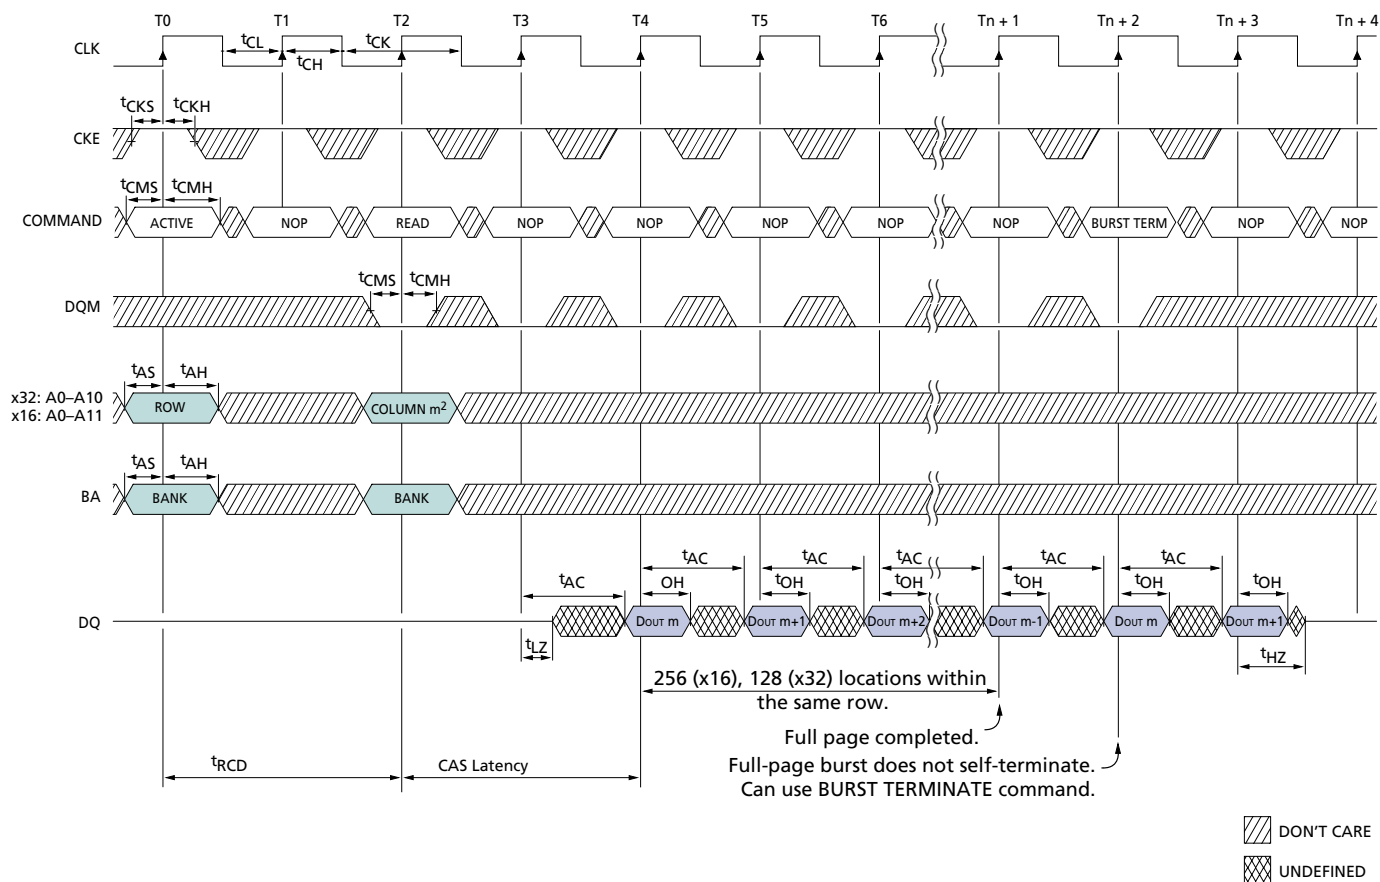 T0 T1 T2 T3 T4 T5 T6 Tn + 1 Tn + 2 Tn + 3 Tn + 4
CLK
tCL tCK
tCH
tCKS tCKH
CKE
tCMS tCMH
COMMAND ACTIVE NOP READ NOP NOP NOP NOP NOP BURST TERM NOP NOP
tCMS tCMH
DQM
tAS tAH
x32: A0–A10
x16: A0–A11
ROW COLUMN m2
tAS tAH
BA BANK BANK
tAC tAC tAC tAC tAC tAC
OH tOH tOH tOH tOH tOH
DQ DOUT m DOUT m+1 DOUT m+2 DOUT m-1 DOUT m DOUT m+1
tLZ tHZ
256 (x16), 128 (x32) locations within
the same row.
Full page completed.
Full-page burst does not self-terminate.
Can use BURST TERMINATE command.
tRCD CAS Latency
DON'T CARE
UNDEFINED